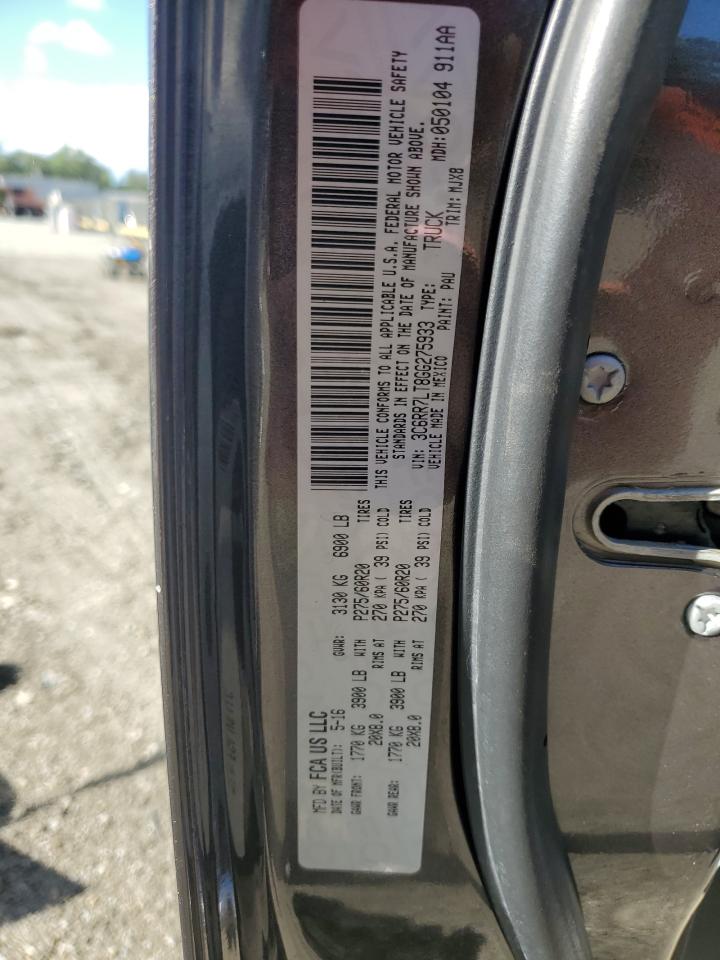 MFD BY FCA US LLC
DATE OF MFR(BUILT): 5-16 GVWR: 3130 KG 6900 LB
GAWR FRONT: 1770 KG 3900 LB WITH P275/60R20 TIRES
20X8.0 RIMS AT 270 KPA ( 39 PSI) COLD
GAWR REAR: 1770 KG 3900 LB WITH P275/60R20 TIRES
20X8.0 RIMS AT 270 KPA ( 39 PSI) COLD
THIS VEHICLE CONFORMS TO ALL APPLICABLE U.S.A. FEDERAL MOTOR VEHICLE SAFETY
STANDARDS IN EFFECT ON THE DATE OF MANUFACTURE SHOWN ABOVE.
VIN: 3C6RR7LT8GG275933 TYPE: TRUCK MDH: 050104 911AA
VEHICLE MADE IN MEXICO PAINT: PAU TRIM: MJX8